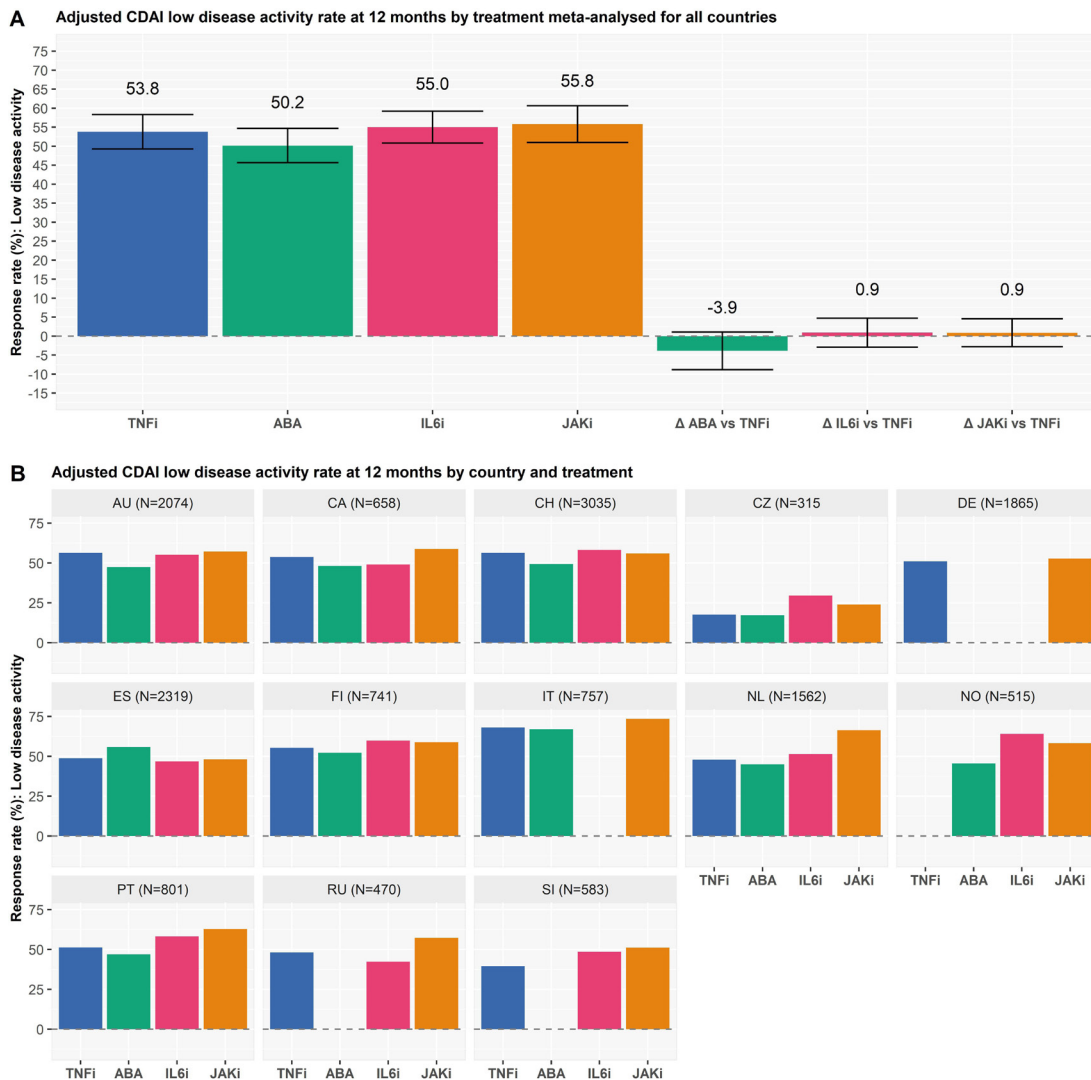 A Adjusted CDAI low disease activity rate at 12 months by treatment meta-analysed for all countries
Response rate (%): Low disease activity
75
70
65
60
55
50
45
40
35
30
25
20
15
10
5
0
-5
-10
-15
53.8 50.2 55.0 55.8 -3.9 0.9 0.9
TNFi ABA IL6i JAKi Δ ABA vs TNFi Δ IL6i vs TNFi Δ JAKi vs TNFi
B Adjusted CDAI low disease activity rate at 12 months by country and treatment
Response rate (%): Low disease activity
AU (N=2074) CA (N=658) CH (N=3035) CZ (N=315 DE (N=1865)
75
50
25
0
ES (N=2319) FI (N=741) IT (N=757) NL (N=1562) NO (N=515)
75
50
25
0
TNFi ABA IL6i JAKi TNFi ABA IL6i JAKi
PT (N=801) RU (N=470) SI (N=583)
75
50
25
0
TNFi ABA IL6i JAKi TNFi ABA IL6i JAKi TNFi ABA IL6i JAKi